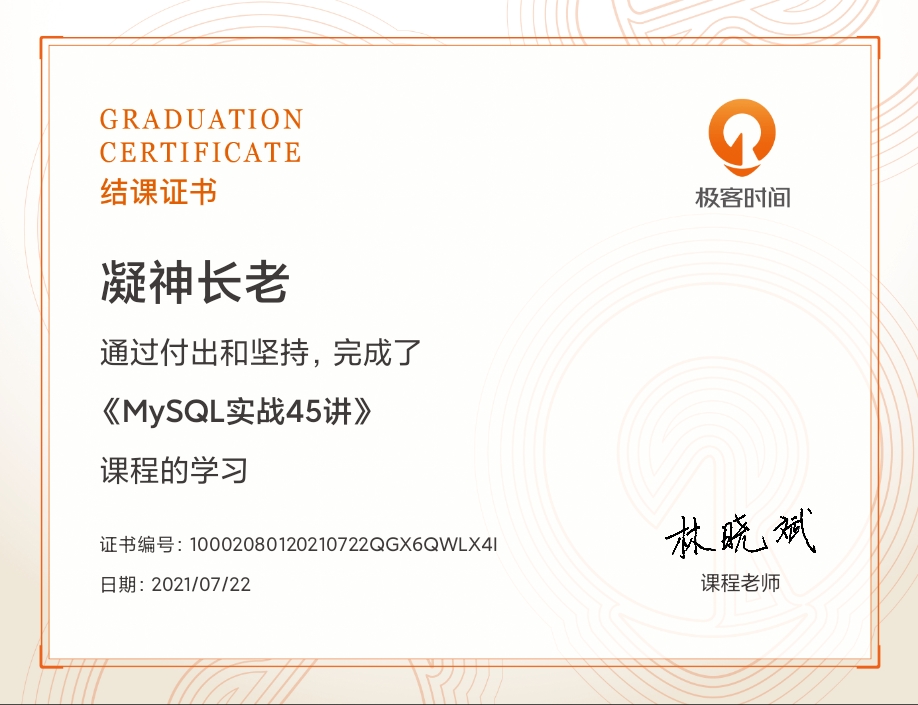 GRADUATION
CERTIFICATE
结课证书
极客时间
凝神长老
通过付出和坚持，完成了
《MySQL实战45讲》
课程的学习
证书编号：10002080120210722QGX6QWLX4I
日期：2021/07/22
林晓斌
课程老师